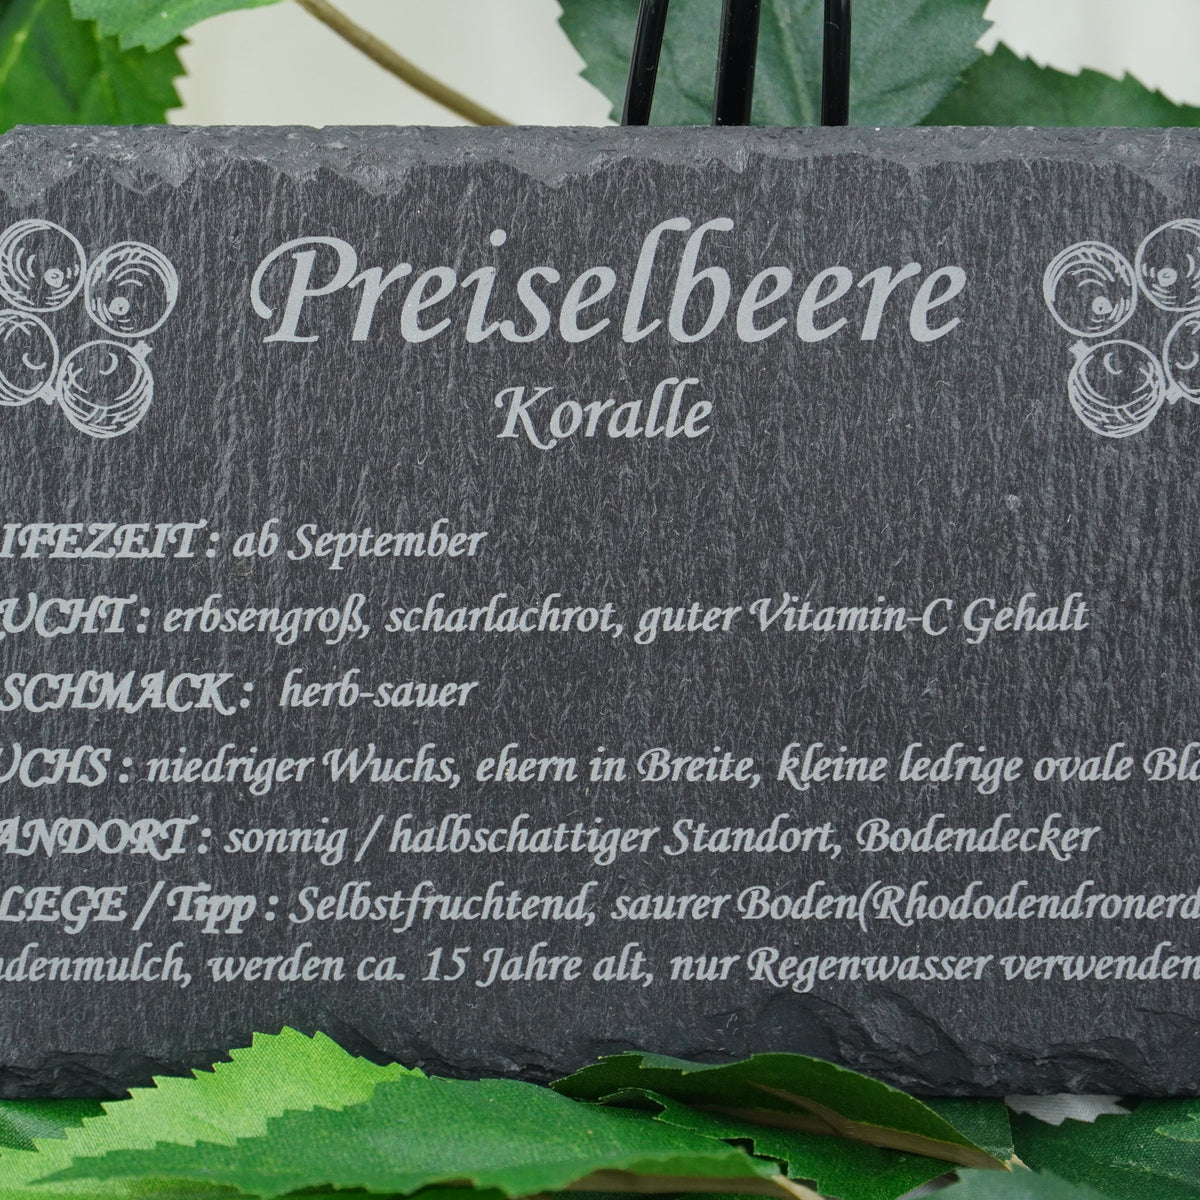 Preiselbeere
Koralle
IFEZEIT: ab September
UCHT: erbsengroß, scharlachrot, guter Vitamin-C Gehalt
SCHMACK: herb-sauer
UCHS: niedriger Wuchs, ehern in Breite, kleine ledrige ovale Blä
ANDORT: sonnig / halbschattiger Standort, Bodendecker
LEGE / Tipp: Selbstfruchtend, saurer Boden(Rhododendronerd
ndenmulch, werden ca. 15 Jahre alt, nur Regenwasser verwenden